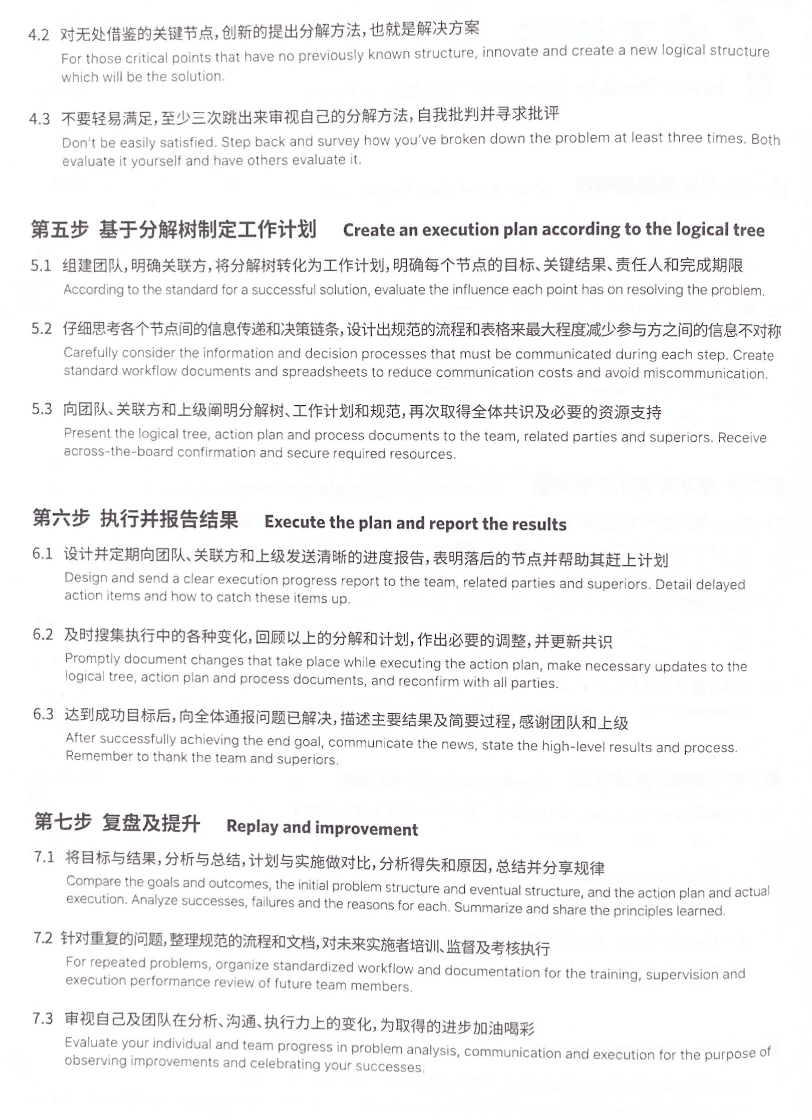 4.2 对无处借鉴的关键节点，创新的提出分解方法，也就是解决方案
For those critical points that have no previously known structure, innovate and create a new logical structure
which will be the solution.
4.3 不要轻易满足，至少三次跳出来审视自己的分解方法，自我批判并寻求批评
Don't be easily satisfied. Step back and survey how you've broken down the problem at least three times. Both
evaluate it yourself and have others evaluate it.
第五步 基于分解树制定工作计划 Create an execution plan according to the logical tree
5.1 组建团队，明确关联方，将分解树转化为工作计划，明确每个节点的目标、关键结果、责任人和完成期限
According to the standard for a successful solution, evaluate the influence each point has on resolving the problem.
5.2 仔细思考各个节点间的信息传递和决策链条，设计出规范的流程和表格来最大程度减少参与方之间的信息不对称
Carefully consider the information and decision processes that must be communicated during each step. Create
standard workflow documents and spreadsheets to reduce communication costs and avoid miscommunication.
5.3 向团队、关联方和上级阐明分解树、工作计划和规范，再次取得全体共识及必要的资源支持
Present the logical tree, action plan and process documents to the team, related parties and superiors. Receive
across-the-board confirmation and secure required resources.
第六步 执行并报告结果 Execute the plan and report the results
6.1 设计并定期向团队、关联方和上级发送清晰的进度报告，表明落后的节点并帮助其赶上计划
Design and send a clear execution progress report to the team, related parties and superiors. Detail delayed
action items and how to catch these items up.
6.2 及时搜集执行中的各种变化，回顾以上的分解和计划，作出必要的调整，并更新共识
Promptly document changes that take place while executing the action plan, make necessary updates to the
logical tree, action plan and process documents, and reconfirm with all parties.
6.3 达到成功目标后，向全体通报问题已解决，描述主要结果及简要过程，感谢团队和上级
After successfully achieving the end goal, communicate the news, state the high-level results and process.
Remember to thank the team and superiors.
第七步 复盘及提升 Replay and improvement
7.1 将目标与结果，分析与总结，计划与实施做对比，分析得失和原因，总结并分享规律
Compare the goals and outcomes, the initial problem structure and eventual structure, and the action plan and actual
execution. Analyze successes, failures and the reasons for each. Summarize and share the principles learned.
7.2 针对重复的问题，整理规范的流程和文档，对未来实施者培训、监督及考核执行
For repeated problems, organize standardized workflow and documentation for the training, supervision and
execution performance review of future team members.
7.3 审视自己及团队在分析、沟通、执行力上的变化，为取得的进步加油喝彩
Evaluate your individual and team progress in problem analysis, communication and execution for the purpose of
observing improvements and celebrating your successes.